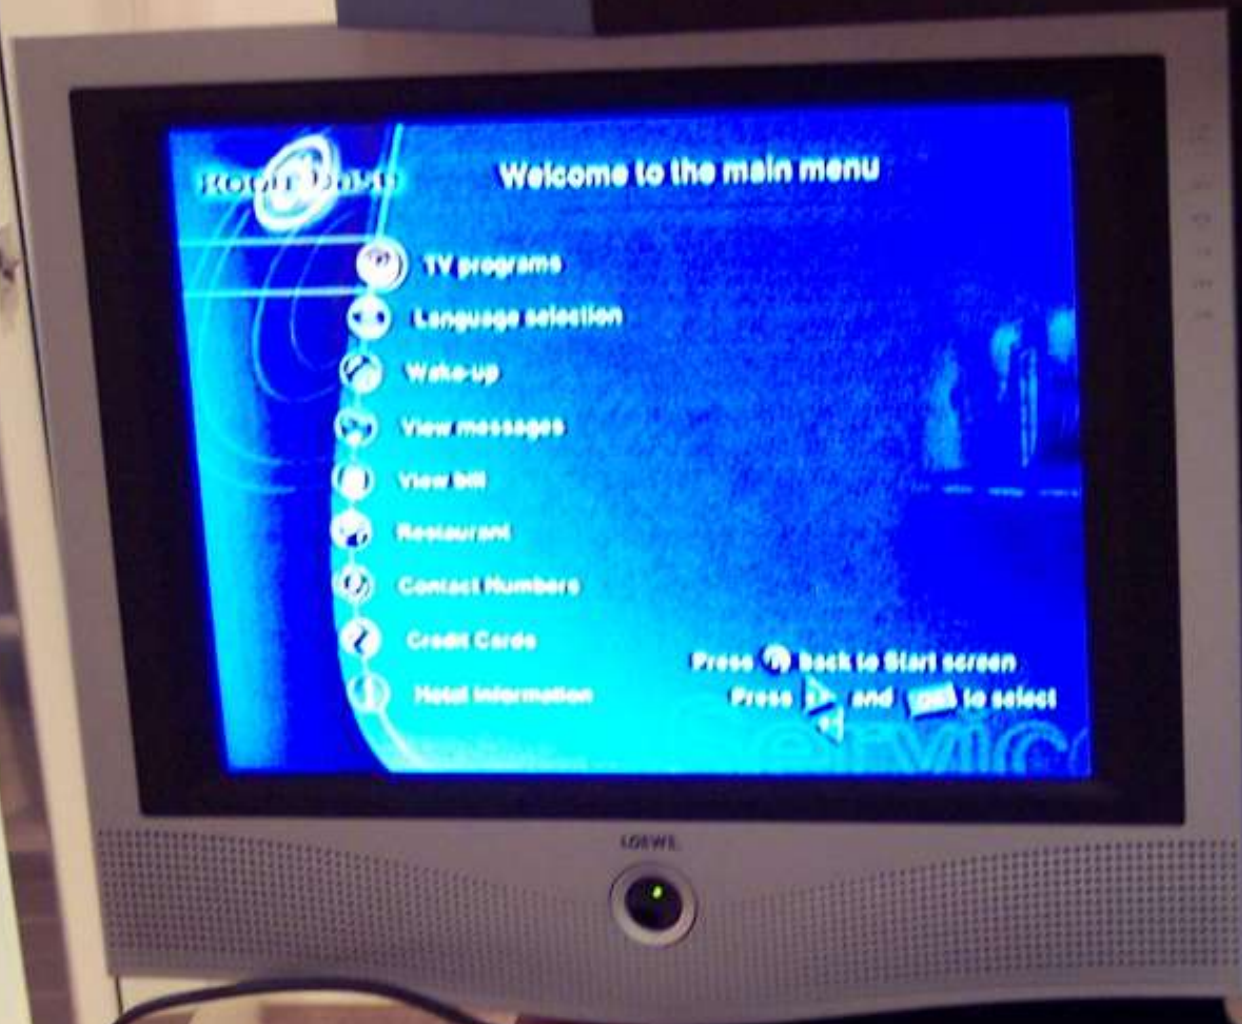 Welcome to the main menu
TV programs
Language selection
Wake-up
View messages
View bill
Restaurant
Contact Numbers
Credit Cards
Hotel Information
Press back to Start screen
Press and to select
Service
LOEWE.